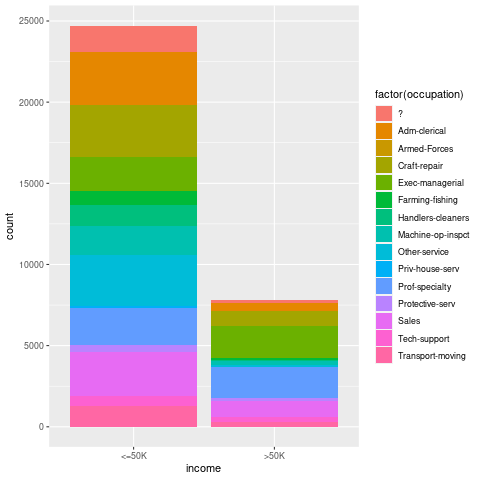 25000
20000
15000
10000
5000
0
count
<=50K
>50K
income
factor(occupation)
?
Adm-clerical
Armed-Forces
Craft-repair
Exec-managerial
Farming-fishing
Handlers-cleaners
Machine-op-inspct
Other-service
Priv-house-serv
Prof-specialty
Protective-serv
Sales
Tech-support
Transport-moving